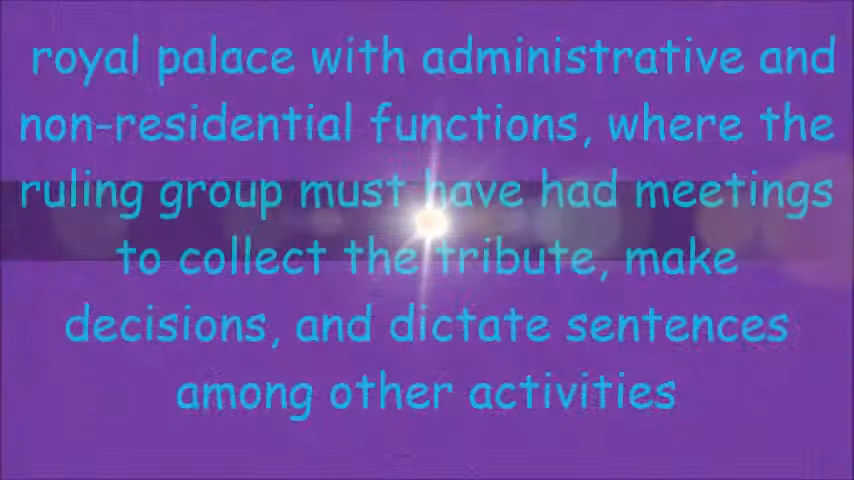 royal palace with administrative and
non-residential functions, where the
ruling group must have had meetings
to collect the tribute, make
decisions, and dictate sentences
among other activities